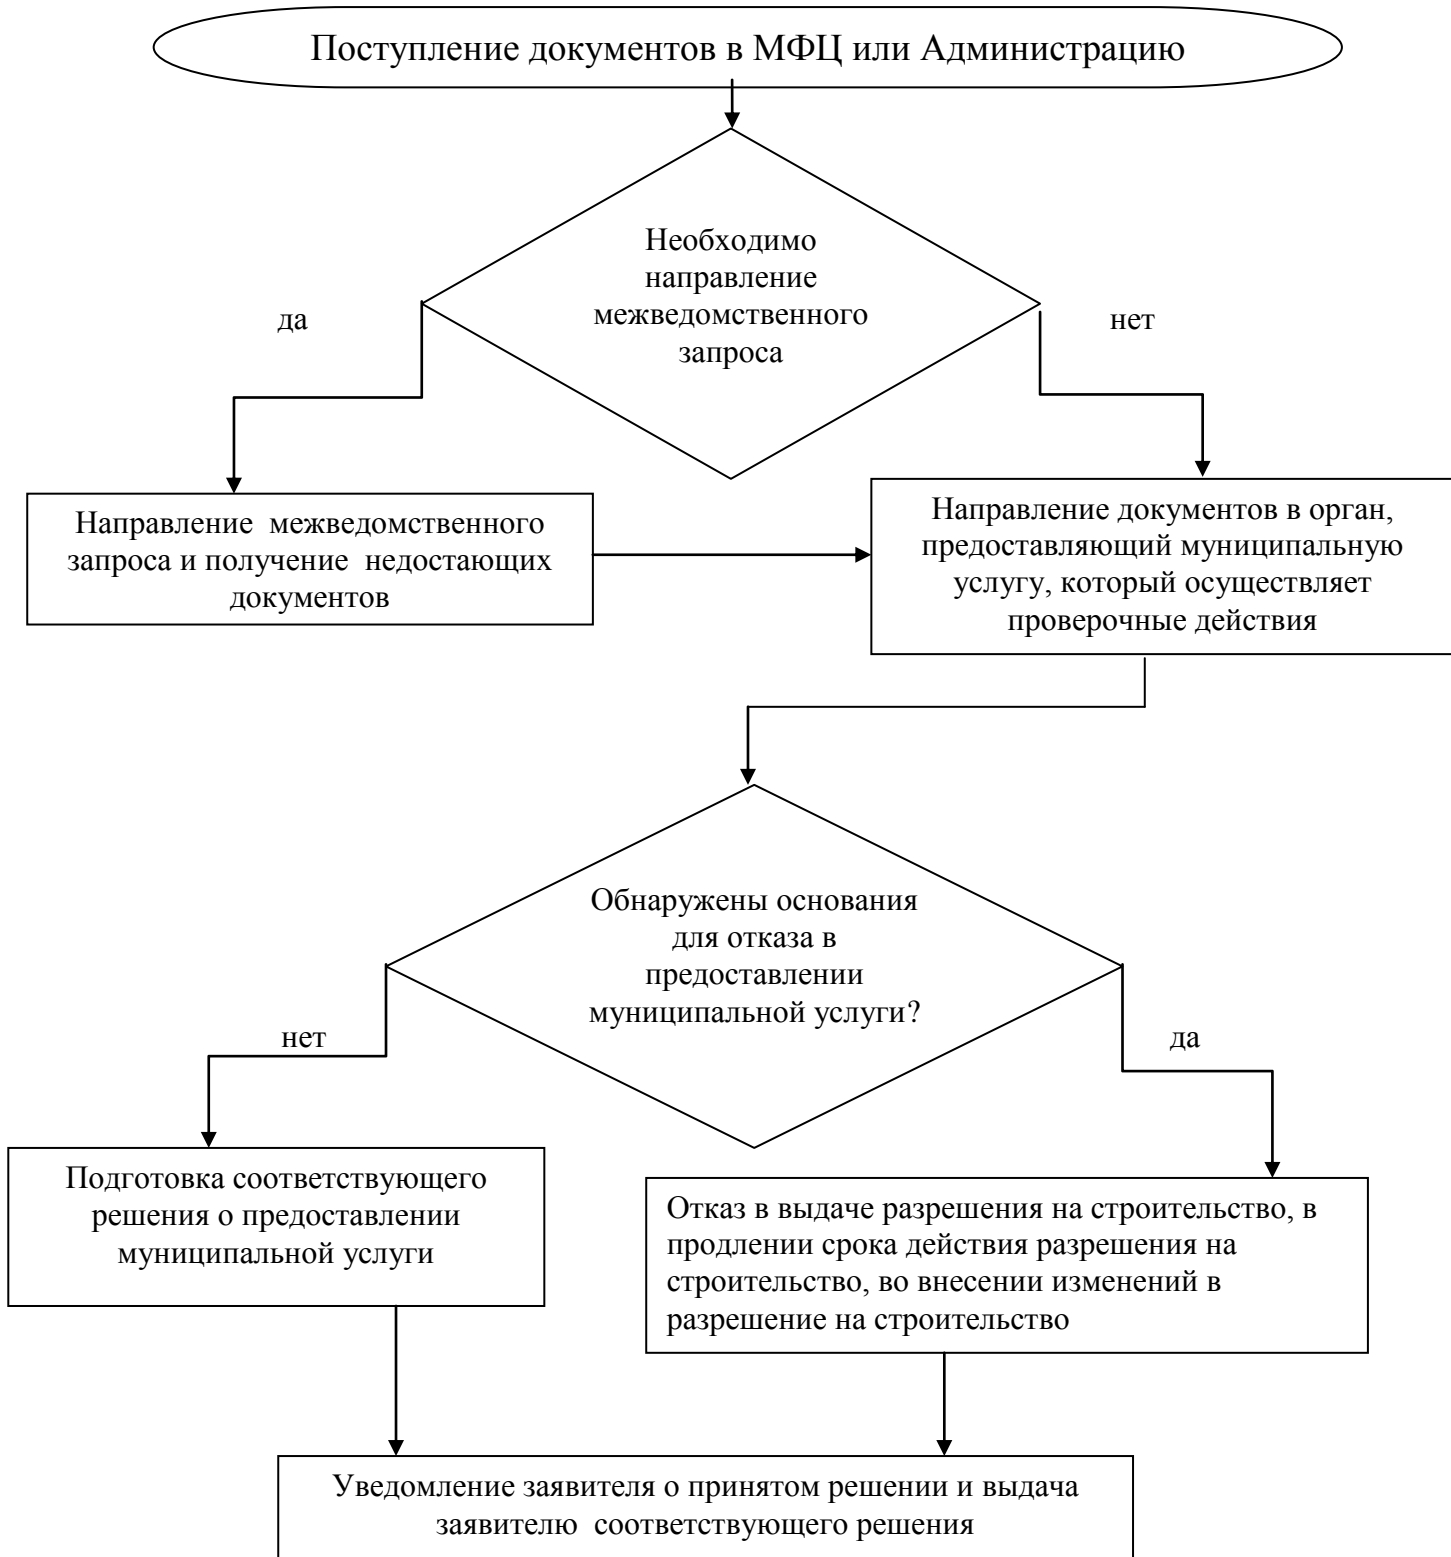 Поступление документов в МФЦ или Администрацию
Необходимо
направление
межведомственного
запроса
да
нет
Направление межведомственного
запроса и получение недостающих
документов
Направление документов в орган,
предоставляющий муниципальную
услугу, который осуществляет
проверочные действия
Обнаружены основания
для отказа в
предоставлении
муниципальной услуги?
нет
да
Подготовка соответствующего
решения о предоставлении
муниципальной услуги
Отказ в выдаче разрешения на строительство, в
продлении срока действия разрешения на
строительство, во внесении изменений в
разрешение на строительство
Уведомление заявителя о принятом решении и выдача
заявителю соответствующего решения